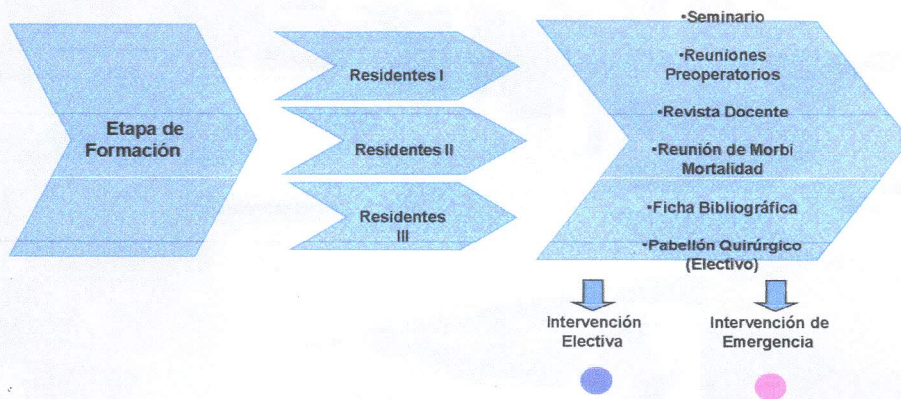 Etapa de
Formación
Residentes I
Residentes II
Residentes
III
•Seminario
•Reuniones
Preoperatorios
•Revista Docente
•Reunión de Morbi
Mortalidad
•Ficha Bibliográfica
•Pabellón Quirúrgico
(Electivo)
Intervención
Electiva
Intervención de
Emergencia